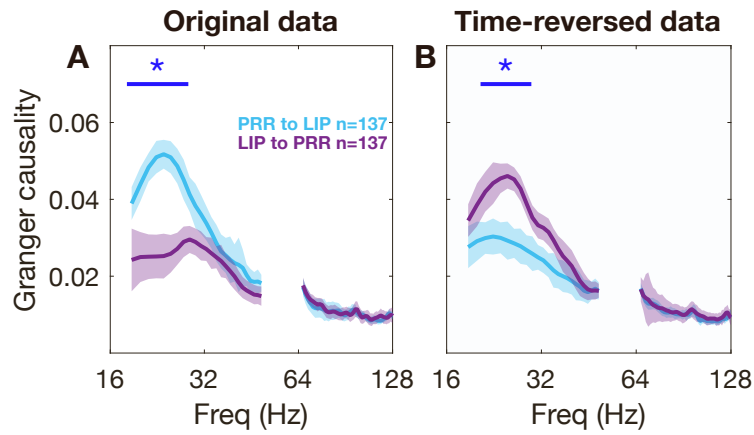 Original data
Time-reversed data
A
B
*
*
PRR to LIP n=137
LIP to PRR n=137
Granger causality
0.06
0.04
0.02
16
32
64
128
16
32
64
128
Freq (Hz)
Freq (Hz)